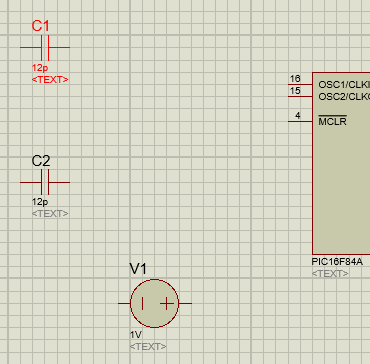 C1
12p
<TEXT>
16
15
4
OSC1/CLKI
OSC2/CLKO
MCLR
C2
12p
<TEXT>
PIC16F84A
<TEXT>
V1
1V
<TEXT>